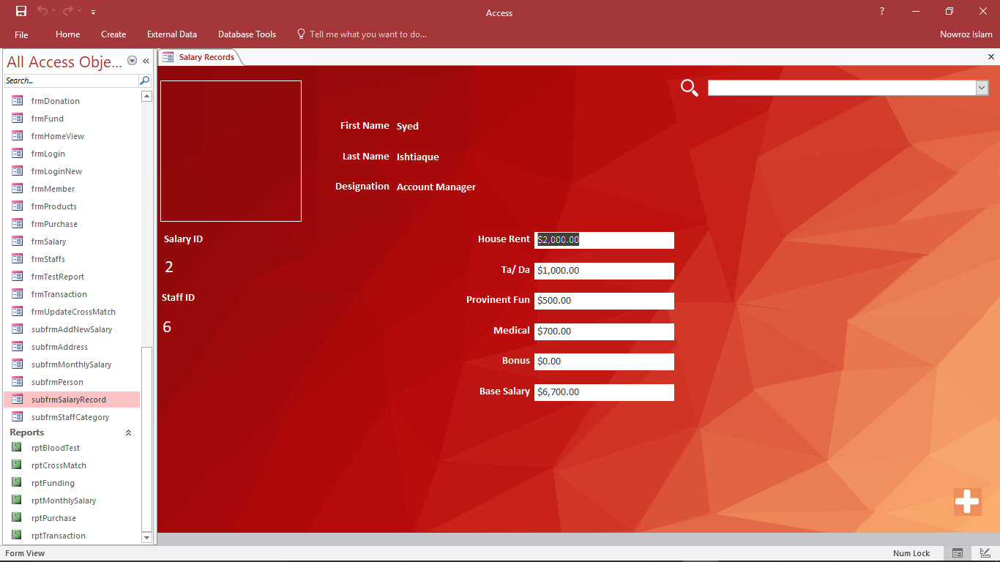 Access
?
File Home Create External Data Database Tools Tell me what you want to do... Nowroz Islam
All Access Obje... «
Salary Records
Search...
frmDonation
frmFund
frmHomeView
frmLogin
frmLoginNew
frmMember
frmProducts
frmPurchase
frmSalary
frmStaffs
frmTestReport
frmTransaction
frmUpdateCrossMatch
subfrmAddNewSalary
subfrmAddress
subfrmMonthlySalary
subfrmPerson
subfrmSalaryRecord
subfrmStaffCategory
Reports
rptBloodTest
rptCrossMatch
rptFunding
rptMonthlySalary
rptPurchase
rptTransaction
First Name Syed
Last Name Ishtiaque
Designation Account Manager
Salary ID
2
Staff ID
6
House Rent $2,000.00
Ta/ Da $1,000.00
Provinent Fun $500.00
Medical $700.00
Bonus $0.00
Base Salary $6,700.00
Form View Num Lock